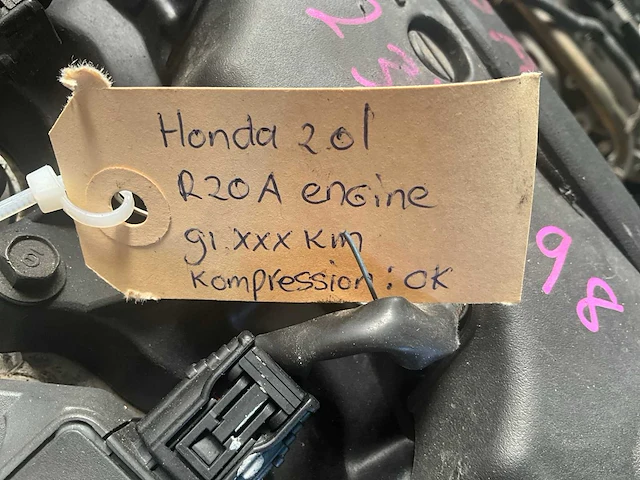 Honda 2.0l
R20A engine
91.xxx Km
Kompression: OK
98